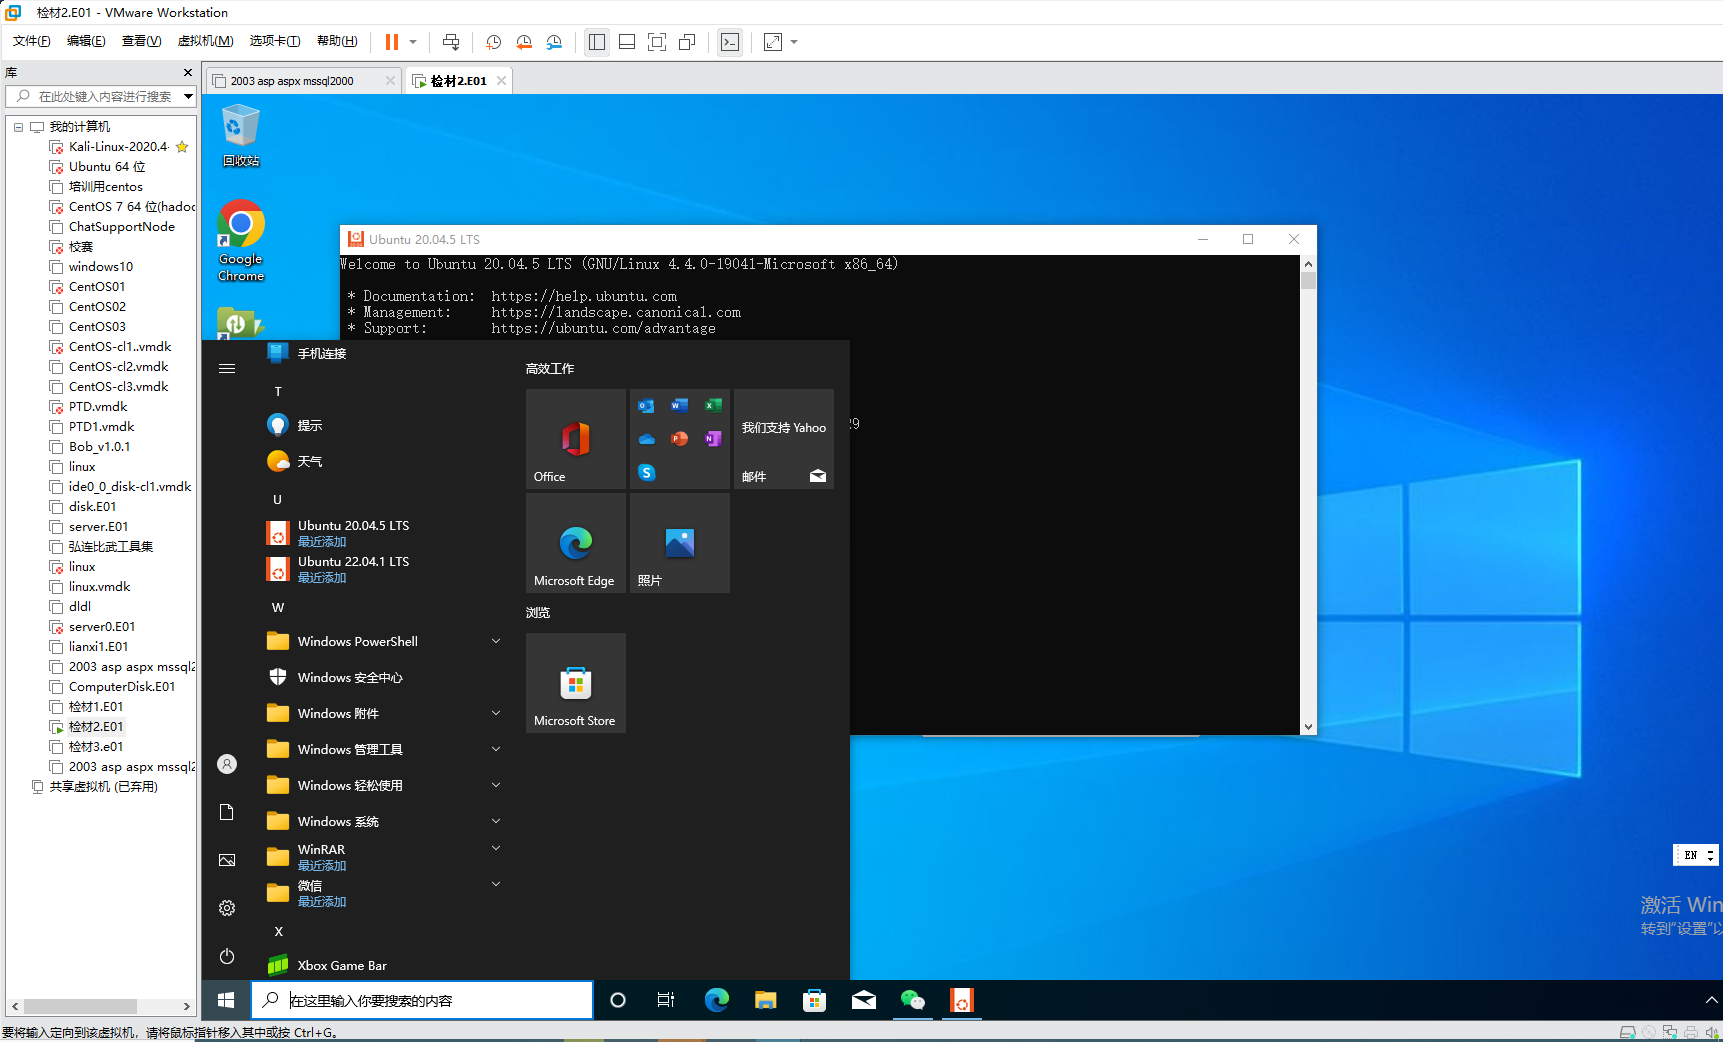 检材2.E01 - VMware Workstation
文件(F) 编辑(E) 查看(V) 虚拟机(M) 选项卡(T) 帮助(H)
库
在此处键入内容进行搜索
我的计算机
Kali-Linux-2020.4-
Ubuntu 64 位
培训用centos
CentOS 7 64 位(hadoc
ChatSupportNode
校赛
windows10
CentOS01
CentOS02
CentOS03
CentOS-cl1..vmdk
CentOS-cl2.vmdk
CentOS-cl3.vmdk
PTD.vmdk
PTD1.vmdk
Bob_v1.0.1
linux
ide0_0_disk-cl1.vmdk
disk.E01
server.E01
弘连比武工具集
linux
linux.vmdk
dldl
server0.E01
lianxi1.E01
2003 asp aspx mssql2
ComputerDisk.E01
检材1.E01
检材2.E01
检材3.e01
2003 asp aspx mssql2
共享虚拟机 (已弃用)
2003 asp aspx mssql2000
检材2.E01
回收站
Google
Chrome
Ubuntu 20.04.5 LTS
Welcome to Ubuntu 20.04.5 LTS (GNU/Linux 4.4.0-19041-Microsoft x86_64)
* Documentation: https://help.ubuntu.com
* Management: https://landscape.canonical.com
* Support: https://ubuntu.com/advantage
29
手机连接
T
提示
天气
U
Ubuntu 20.04.5 LTS
最近添加
Ubuntu 22.04.1 LTS
最近添加
W
Windows PowerShell
Windows 安全中心
Windows 附件
Windows 管理工具
Windows 轻松使用
Windows 系统
WinRAR
最近添加
微信
最近添加
X
Xbox Game Bar
高效工作
Office
我们支持 Yahoo
邮件
Microsoft Edge
照片
浏览
Microsoft Store
在这里输入你要搜索的内容
EN
激活 Win
转到"设置"以
要将输入定向到该虚拟机，请将鼠标指针移入其中或按 Ctrl+G。